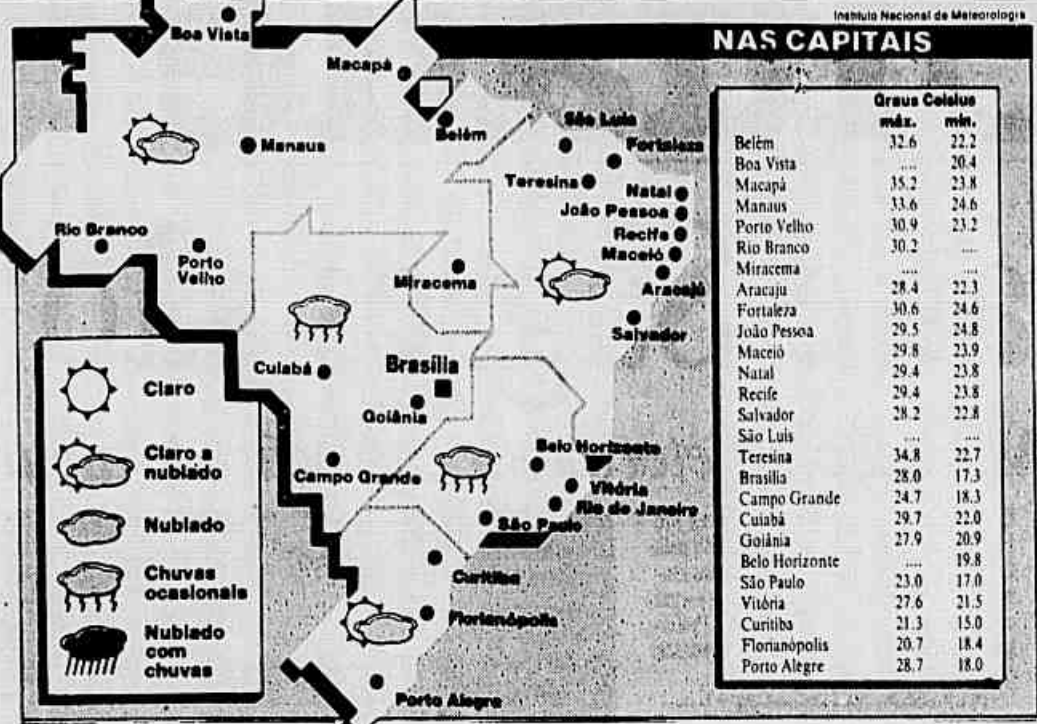 Instituto Nacional de Meteorologia
NAS CAPITAIS
Boa Vista
Macapá
Belém
Manaus
São Luis
Fortaleza
Teresina
Natal
João Pessoa
Recife
Maceió
Aracajú
Salvador
Rio Branco
Porto
Velho
Miracema
Cuiabá
Brasília
Goiânia
Campo Grande
Belo Horizonte
Vitória
Rio de Janeiro
São Paulo
Curitiba
Florianópolis
Porto Alegre
Claro
Claro a
nublado
Nublado
Chuvas
ocasionais
Nublado
com
chuvas
Graus Celsius
máx. mín.
Belém 32.6 22.2
Boa Vista .... 20.4
Macapá 35.2 23.8
Manaus 33.6 24.6
Porto Velho 30.9 23.2
Rio Branco 30.2 ....
Miracema .... ....
Aracaju 28.4 22.3
Fortaleza 30.6 24.6
João Pessoa 29.5 24.8
Maceió 29.8 23.9
Natal 29.4 23.8
Recife 29.4 23.8
Salvador 28.2 22.8
São Luis .... ....
Teresina 34.8 22.7
Brasília 28.0 17.3
Campo Grande 24.7 18.3
Cuiabá 29.7 22.0
Goiânia 27.9 20.9
Belo Horizonte .... 19.8
São Paulo 23.0 17.0
Vitória 27.6 21.5
Curitiba 21.3 15.0
Florianópolis 20.7 18.4
Porto Alegre 28.7 18.0